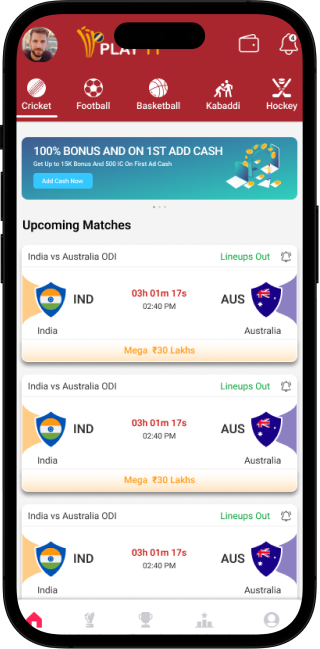 PLAY 11
Cricket Football Basketball Kabaddi Hockey
100% BONUS AND ON 1ST ADD CASH
Get Up to 15K Bonus And 500 IC On First Ad Cash
Add Cash Now
Upcoming Matches
India vs Australia ODI Lineups Out
IND 03h 01m 17s AUS
02:40 PM
India Australia
Mega ₹30 Lakhs
India vs Australia ODI Lineups Out
IND 03h 01m 17s AUS
02:40 PM
India Australia
Mega ₹30 Lakhs
India vs Australia ODI Lineups Out
IND 03h 01m 17s AUS
02:40 PM
India Australia